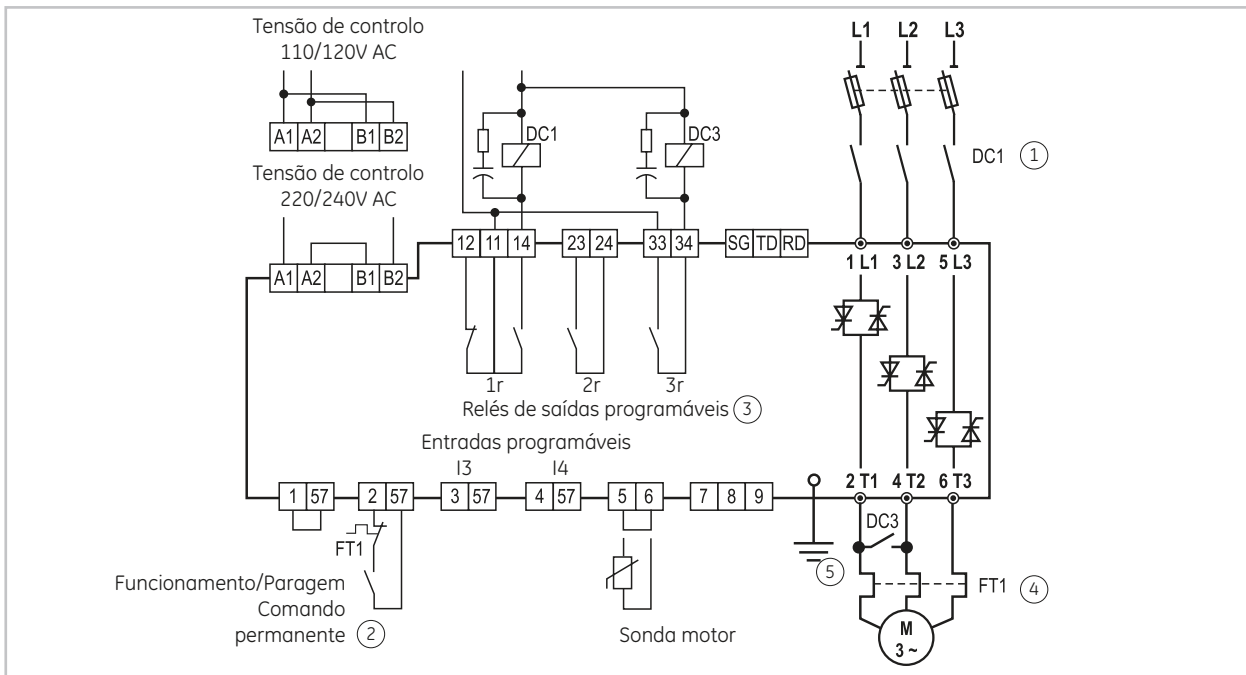 Tensão de controlo
110/120V AC
A1 A2 B1 B2
Tensão de controlo
220/240V AC
A1 A2 B1 B2
DC1
DC3
12 11 14
23 24
33 34
SG TD RD
1r
2r
3r
Relés de saídas programáveis 3
L1 L2 L3
DC1 1
1 L1 3 L2 5 L3
Entradas programáveis
I3
I4
1 57
2 57
3 57
4 57
5 6
7 8 9
2 T1 4 T2 6 T3
FT1
Funcionamento/Paragem
Comando
permanente 2
Sonda motor
5
DC3
FT1 4
M
3 ~